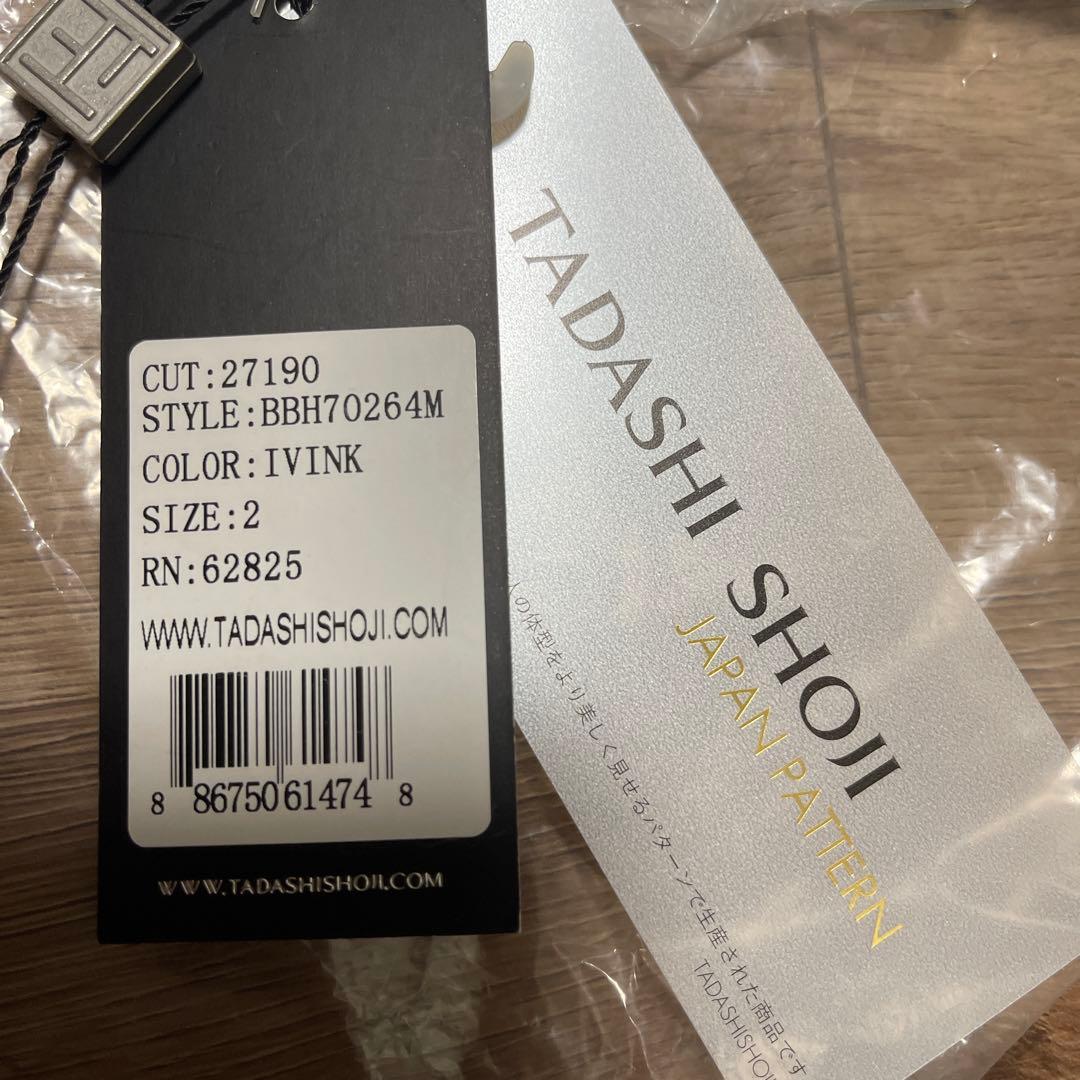 CUT:27190
STYLE:BBH70264M
COLOR:IVINK
SIZE:2
RN:62825
WWW.TADASHISHOJI.COM
8 86750 61474 8
WWW.TADASHISHOJI.COM
TADASHI SHOJI
JAPAN PATTERN
の体型をより美しく見せるパターンで生産された商品です
TADASHISHOJI